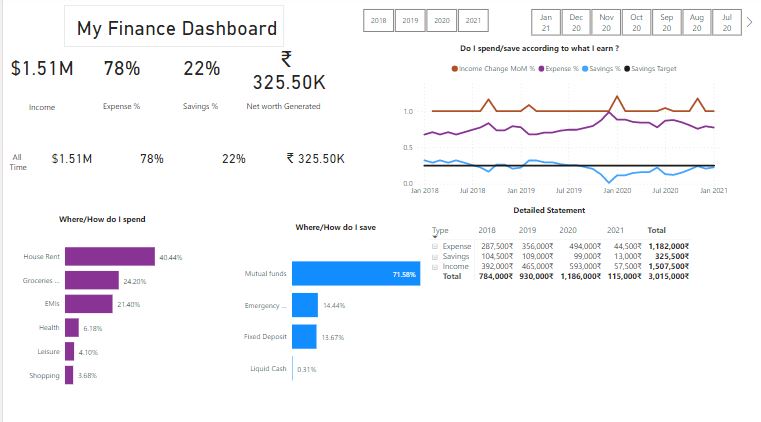 My Finance Dashboard
2018 2019 2020 2021
Jan 21 Dec 20 Nov 20 Oct 20 Sep 20 Aug 20 Jul 20
$1.51M 78% 22% ₹ 325.50K
Income Expense % Savings % Net worth Generated
All Time $1.51M 78% 22% ₹ 325.50K
Do I spend/save according to what I earn ?
Income Change MoM % Expense % Savings % Savings Target
1.0
0.5
0.0
Jan 2018 Jul 2018 Jan 2019 Jul 2019 Jan 2020 Jul 2020 Jan 2021
Where/How do I spend
House Rent 40.44%
Groceries ... 24.20%
EMIs 21.40%
Health 6.18%
Leisure 4.10%
Shopping 3.68%
Where/How do I save
Mutual funds 71.58%
Emergency ... 14.44%
Fixed Deposit 13.67%
Liquid Cash 0.31%
Detailed Statement
Type 2018 2019 2020 2021 Total
Expense 287,500₹ 356,000₹ 494,000₹ 44,500₹ 1,182,000₹
Savings 104,500₹ 109,000₹ 99,000₹ 13,000₹ 325,500₹
Income 392,000₹ 465,000₹ 593,000₹ 57,500₹ 1,507,500₹
Total 784,000₹ 930,000₹ 1,186,000₹ 115,000₹ 3,015,000₹